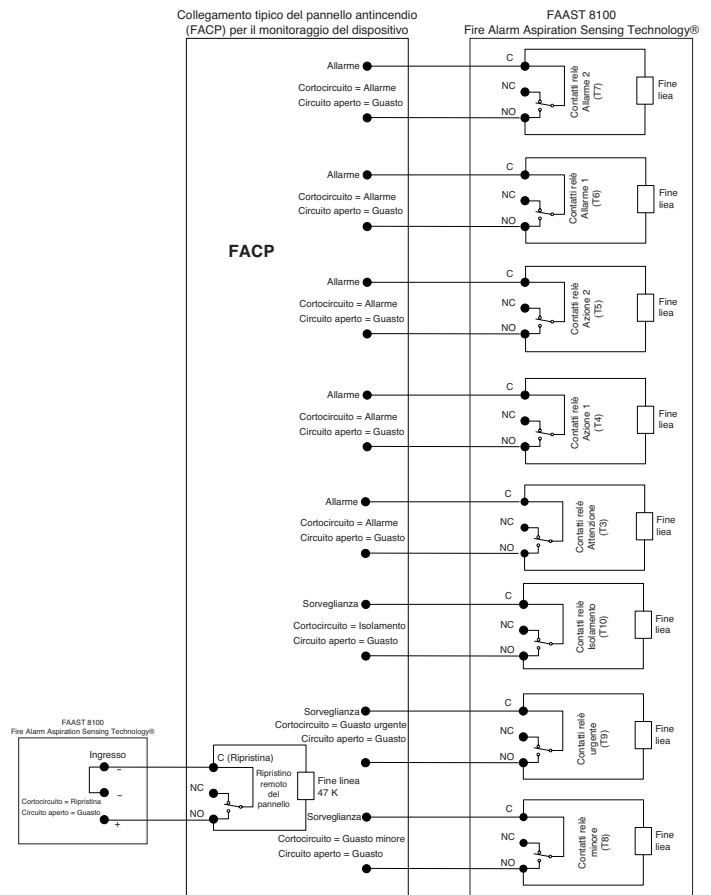 Collegamento tipico del pannello antincendio
(FACP) per il monitoraggio del dispositivo
FAAST 8100
Fire Alarm Aspiration Sensing Technology®
FACP
Allarme
Cortocircuito = Allarme
Circuito aperto = Guasto
C
NC
NO
Contatti relè
Allarme 2
(T7)
Fine
liea
Allarme
Cortocircuito = Allarme
Circuito aperto = Guasto
C
NC
NO
Contatti relè
Allarme 1
(T6)
Fine
liea
Allarme
Cortocircuito = Allarme
Circuito aperto = Guasto
C
NC
NO
Contatti relè
Azione 2
(T5)
Fine
liea
Allarme
Cortocircuito = Allarme
Circuito aperto = Guasto
C
NC
NO
Contatti relè
Azione 1
(T4)
Fine
liea
Allarme
Cortocircuito = Allarme
Circuito aperto = Guasto
C
NC
NO
Contatti relè
Attenzione
(T3)
Fine
liea
Sorveglianza
Cortocircuito = Isolamento
Circuito aperto = Guasto
C
NC
NO
Contatti relè
Isolamento
(T10)
Fine
liea
Sorveglianza
Cortocircuito = Guasto urgente
Circuito aperto = Guasto
C
NC
NO
Contatti relè
urgente
(T9)
Fine
liea
Sorveglianza
Cortocircuito = Guasto minore
Circuito aperto = Guasto
C
NC
NO
Contatti relè
minore
(T8)
Fine
liea
FAAST 8100
Fire Alarm Aspiration Sensing Technology®
Ingresso
–
–
+
Cortocircuito = Ripristina
Circuito aperto = Guasto
C (Ripristina)
NC
NO
Ripristino
remoto
del
pannello
Fine linea
47 K